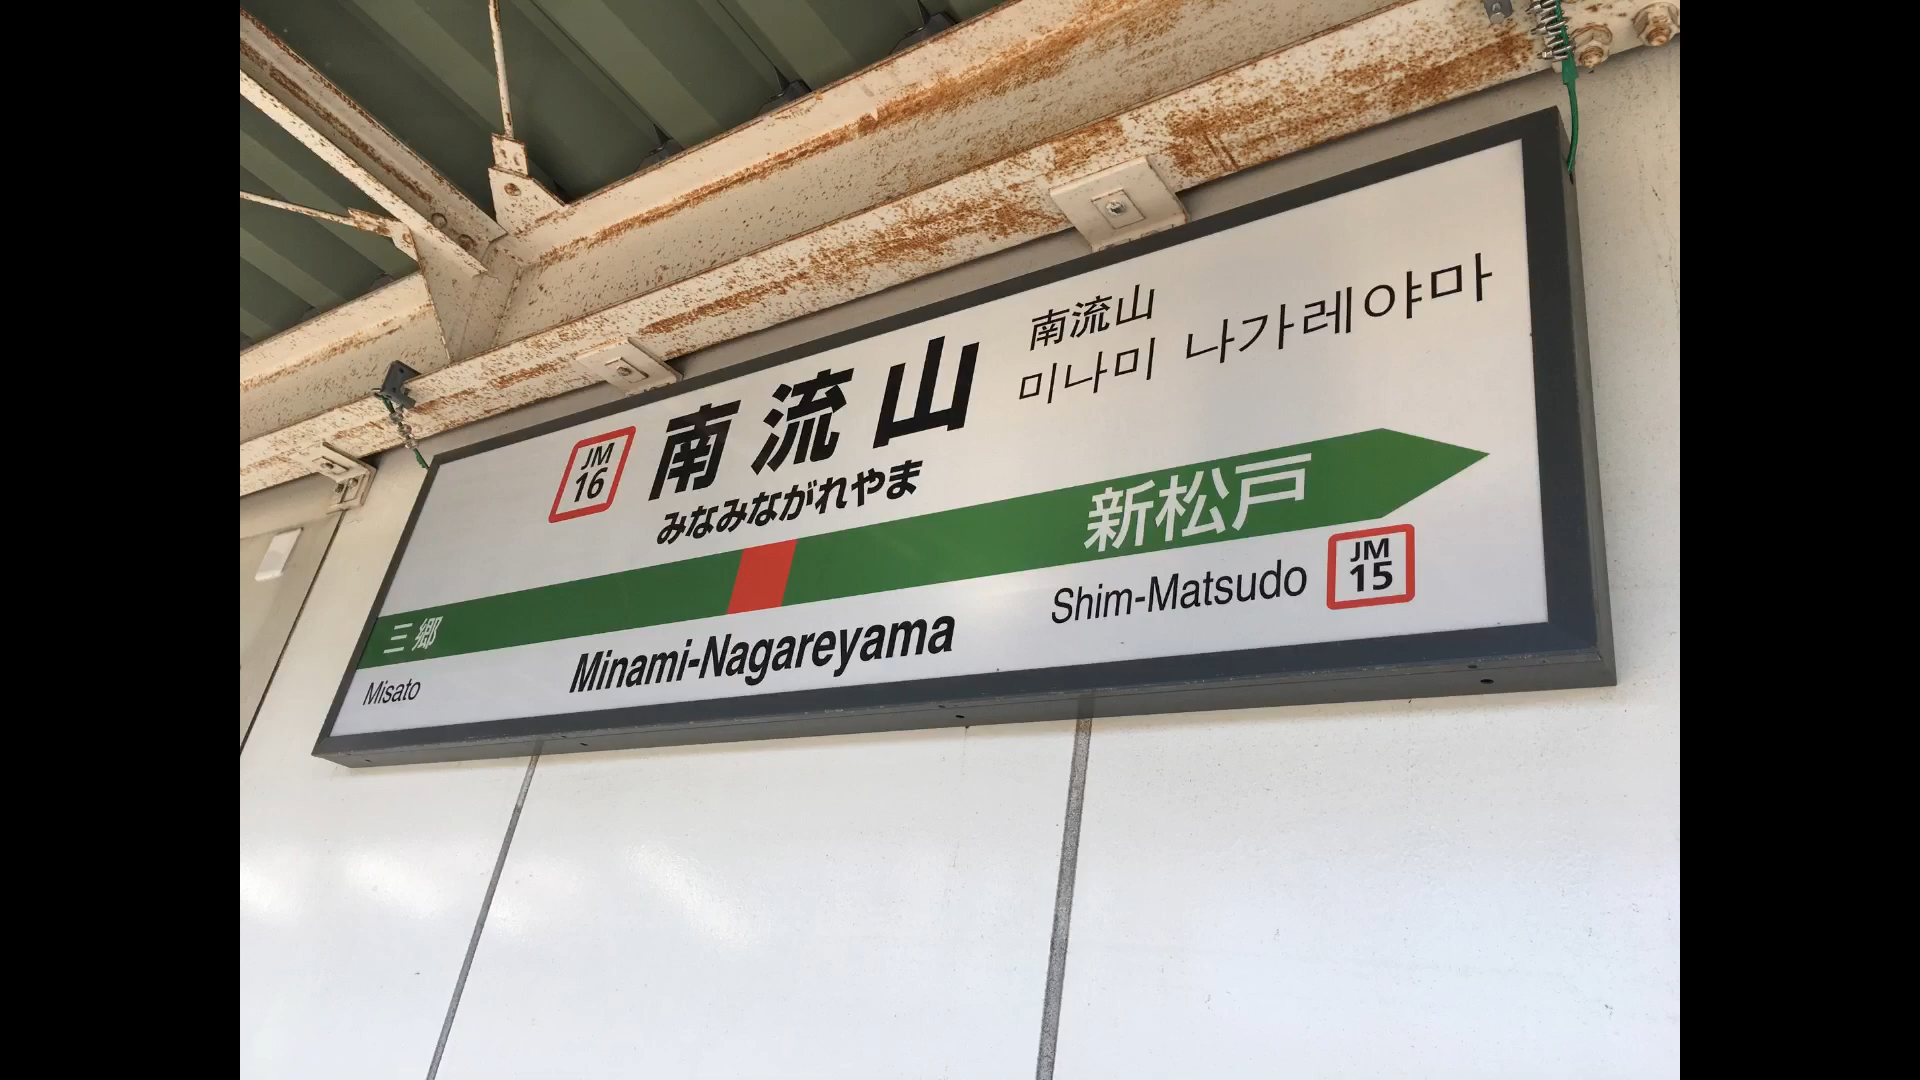 JM
16
南流山
みなみながれやま
南流山
미나미 나가레야마
三郷
新松戸
Misato
Minami-Nagareyama
Shim-Matsudo
JM
15